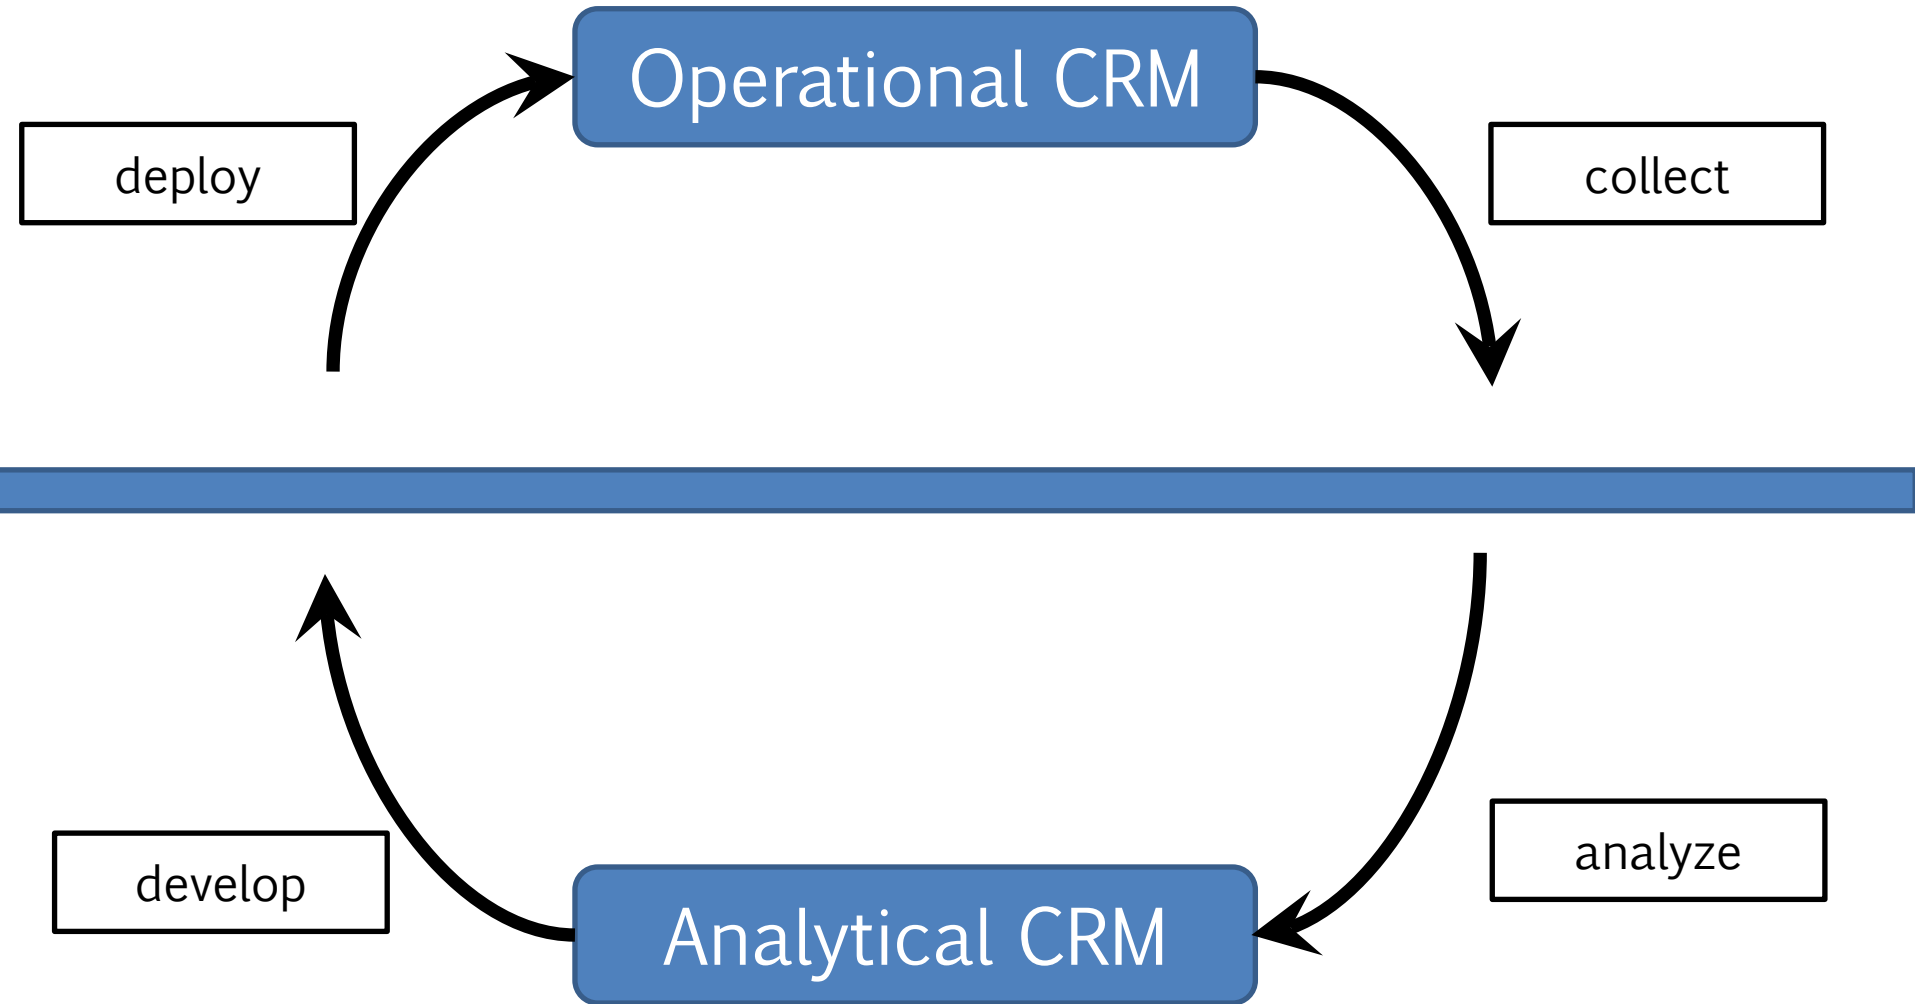 Operational CRM
deploy
collect
develop
analyze
Analytical CRM